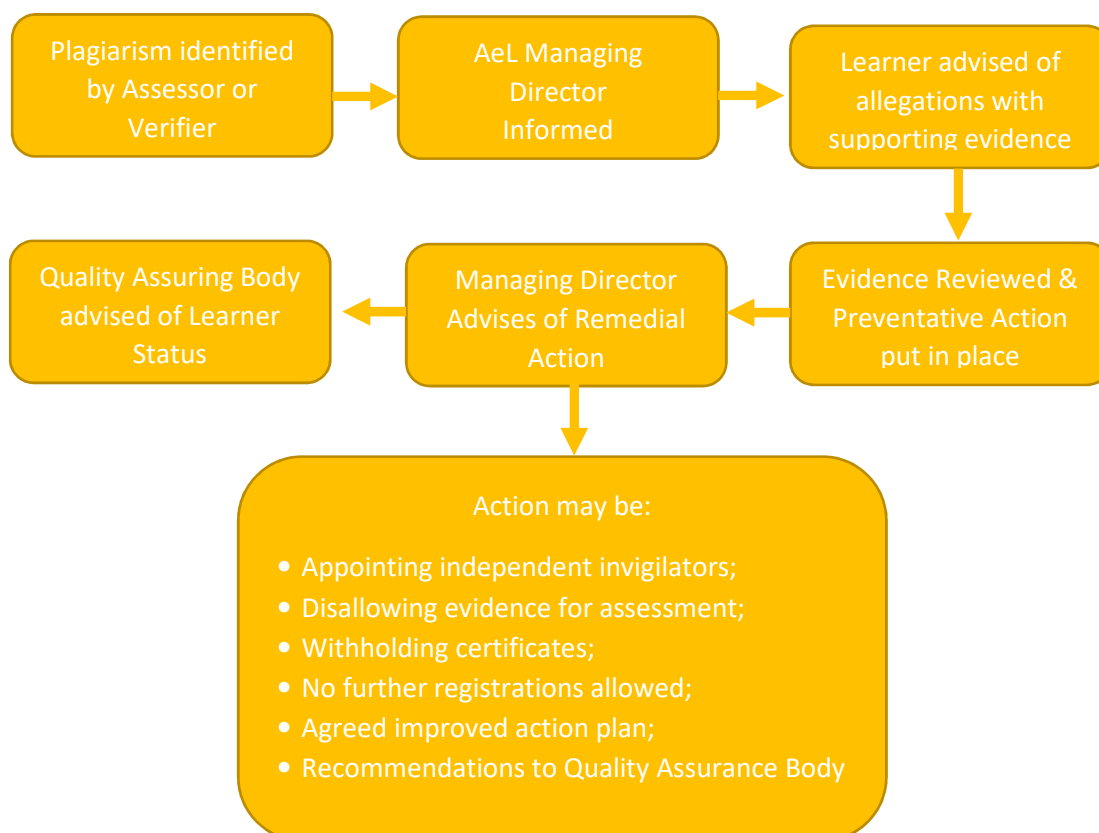 Plagiarism identified
by Assessor or
Verifier
AeL Managing
Director
Informed
Learner advised of
allegations with
supporting evidence
Quality Assuring Body
advised of Learner
Status
Managing Director
Advises of Remedial
Action
Evidence Reviewed &
Preventative Action
put in place
Action may be:
• Appointing independent invigilators;
• Disallowing evidence for assessment;
• Withholding certificates;
• No further registrations allowed;
• Agreed improved action plan;
• Recommendations to Quality Assurance Body